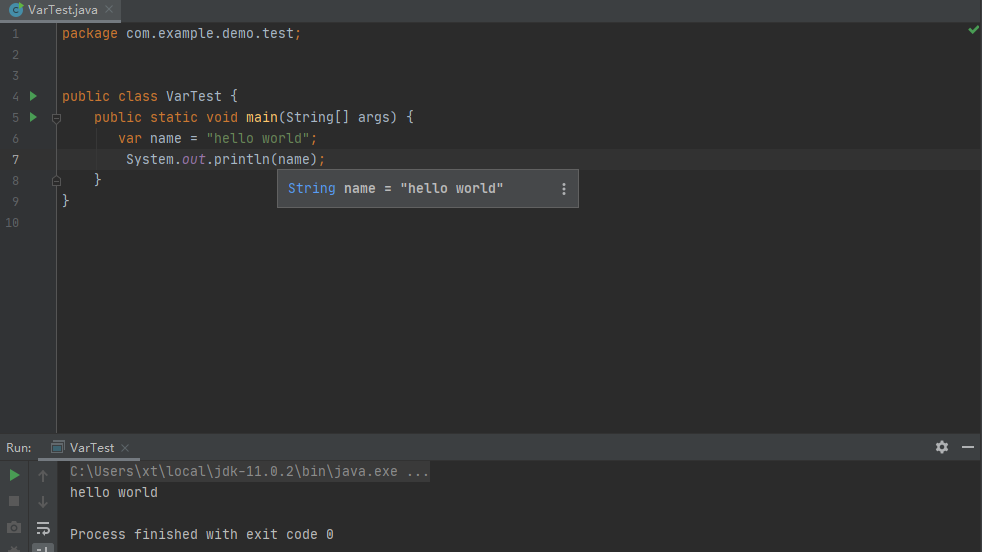 VarTest.java
1 package com.example.demo.test;
2
3
4 public class VarTest {
5 public static void main(String[] args) {
6 var name = "hello world";
7 System.out.println(name);
String name = "hello world"
8 }
9 }
10
Run: VarTest
C:\Users\xt\local\jdk-11.0.2\bin\java.exe ...
hello world
Process finished with exit code 0